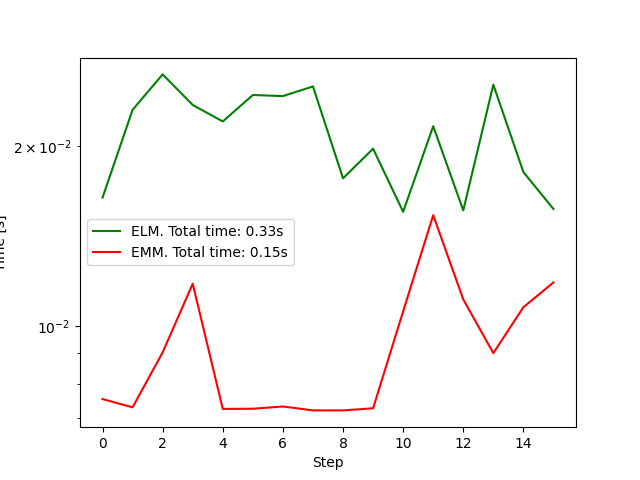 2 × 10⁻²
ELM. Total time: 0.33s
EMM. Total time: 0.15s
10⁻²
0 2 4 6 8 10 12 14
Step